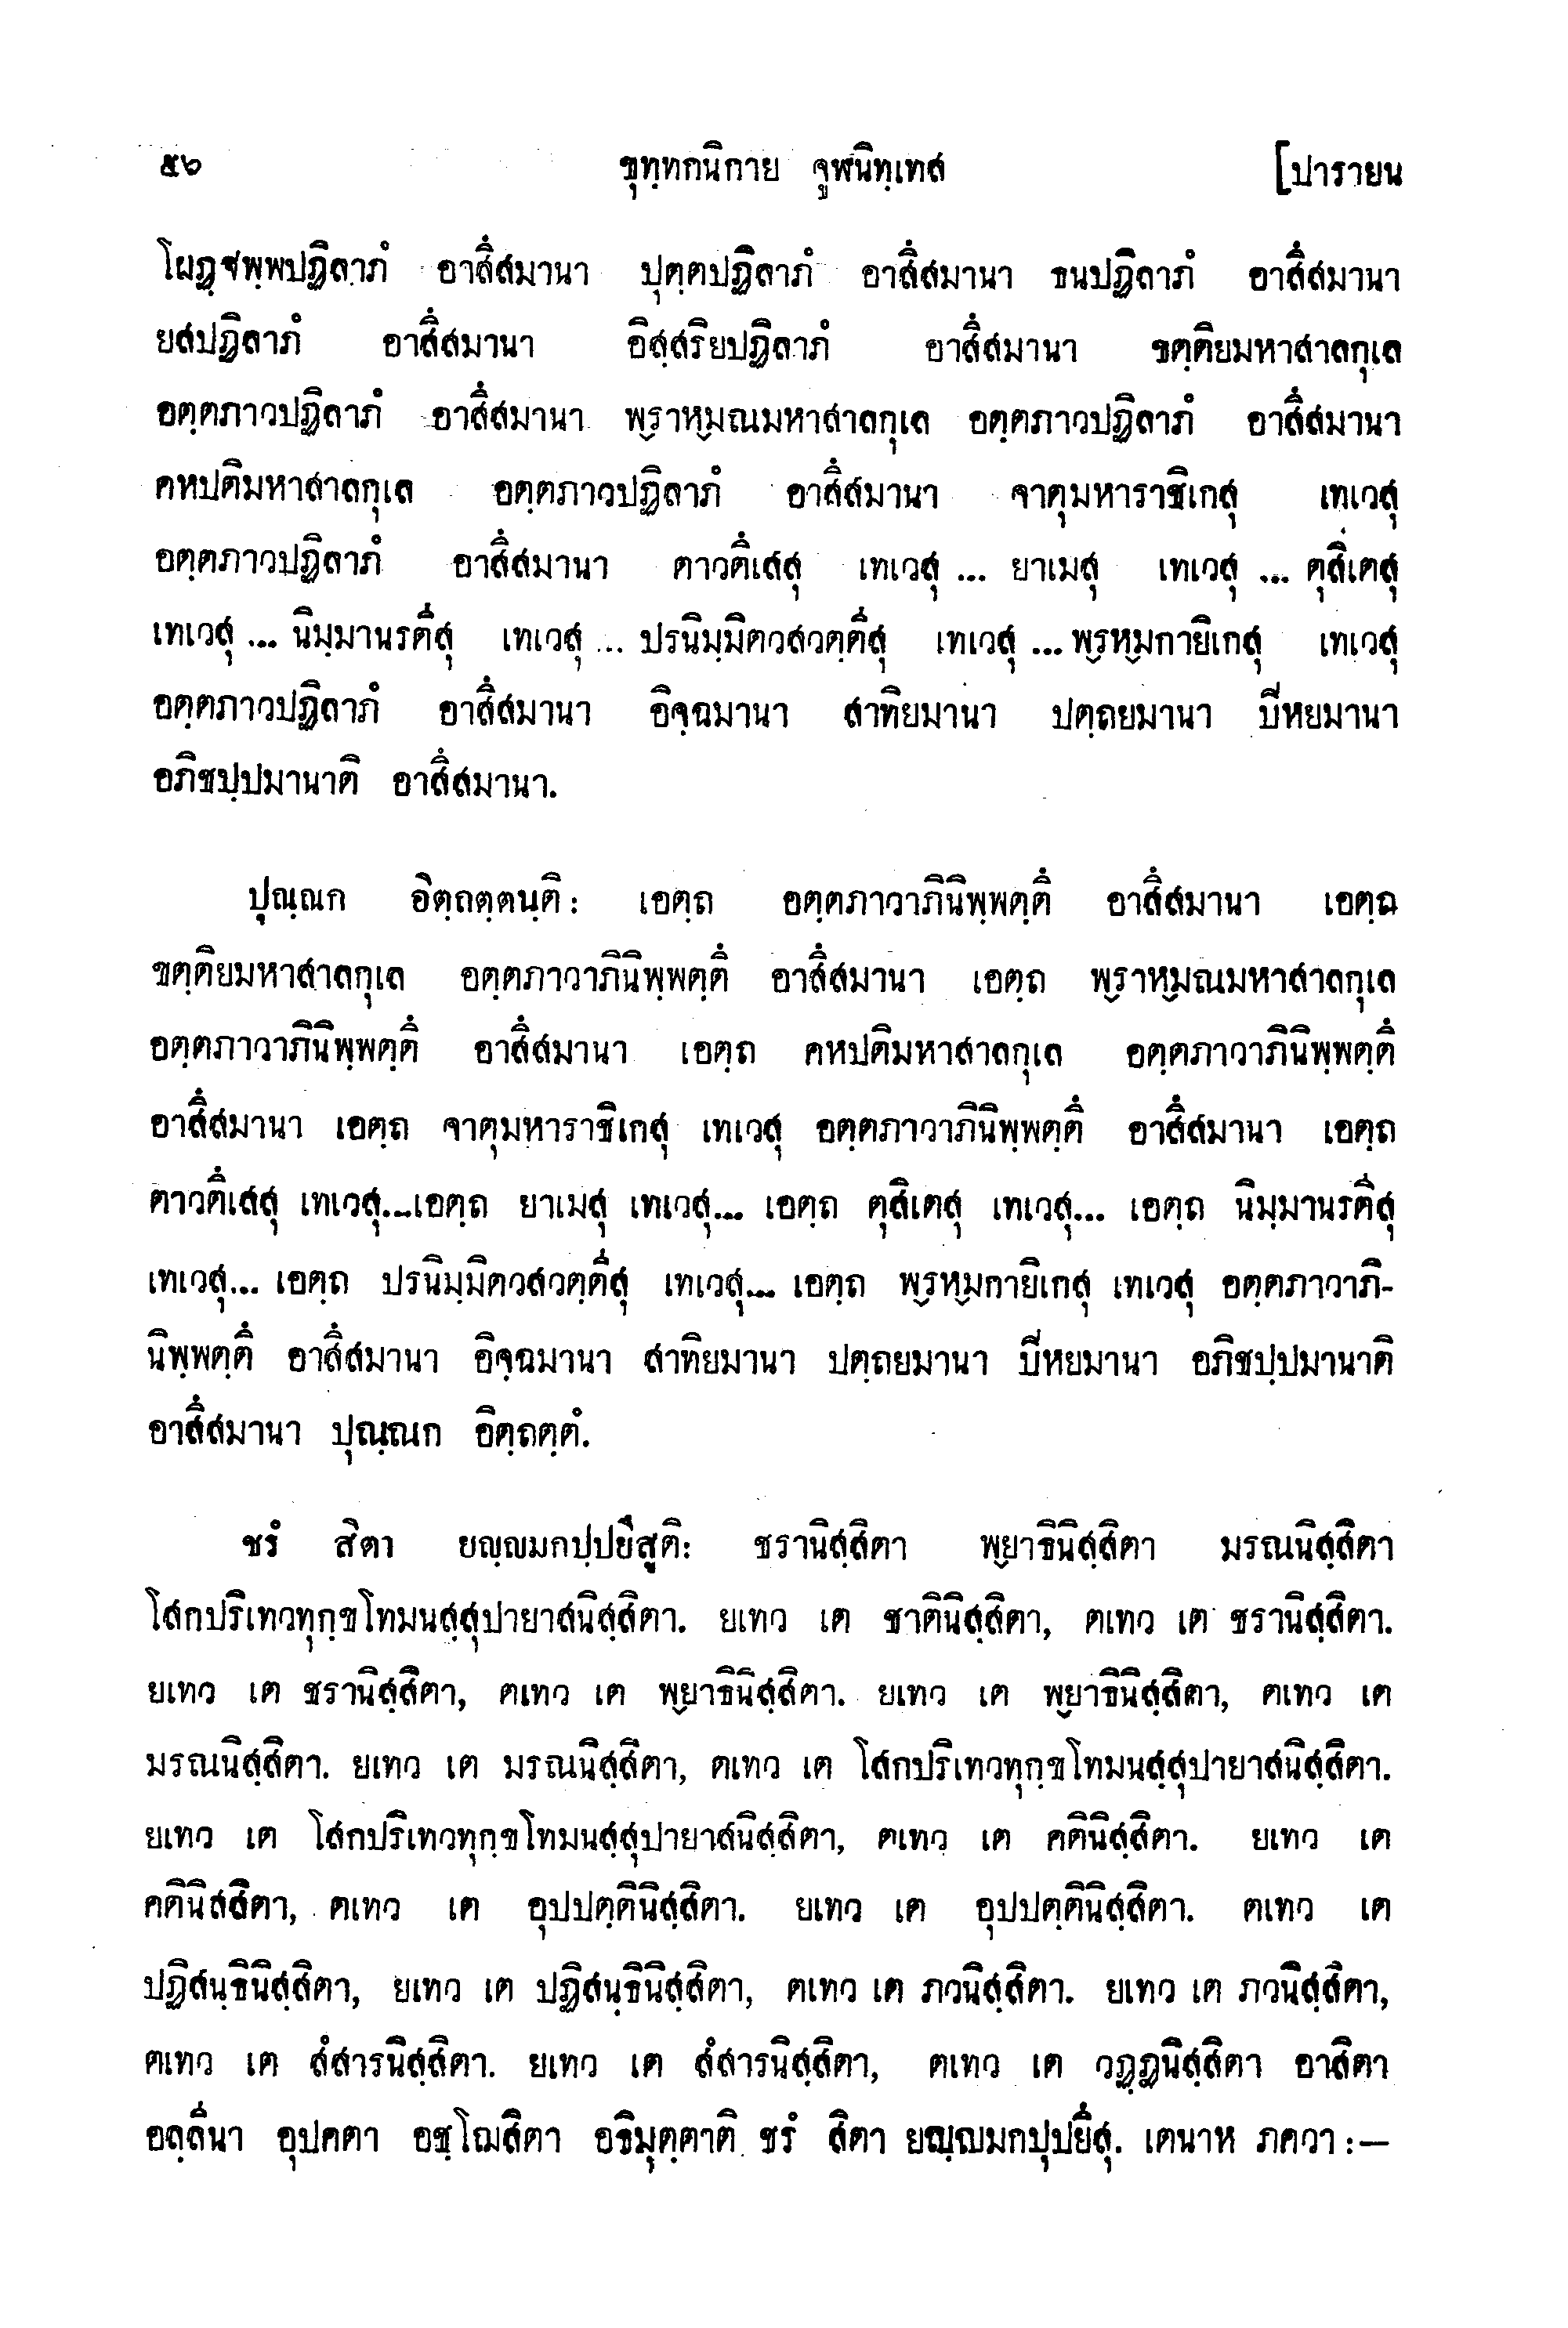 ๕๖ ขุทฺทกนิกาย จูฬนิทฺเทส [ปารายน
โผฏฺฐพฺพปฏิลาภํ อาสึสมานา ปุตฺตปฏิลาภํ อาสึสมานา ธนปฏิลาภํ อาสึสมานา
ยสปฏิลาภํ อาสึสมานา อิสฺสริยปฏิลาภํ อาสึสมานา ขตฺติยมหาสาลกุเล
อตฺตภาวปฏิลาภํ อาสึสมานา พฺราหฺมณมหาสาลกุเล อตฺตภาวปฏิลาภํ อาสึสมานา
คหปติมหาสาลกุเล อตฺตภาวปฏิลาภํ อาสึสมานา จาตุมหาราชิเกสุ เทเวสุ
อตฺตภาวปฏิลาภํ อาสึสมานา ตาวตึเสสุ เทเวสุ ... ยาเมสุ เทเวสุ ... ตุสิเตสุ
เทเวสุ ... นิมฺมานรตีสุ เทเวสุ ... ปรนิมฺมิตวสวตฺตีสุ เทเวสุ ... พฺรหฺมกายิเกสุ เทเวสุ
อตฺตภาวปฏิลาภํ อาสึสมานา อิจฺฉมานา สาทิยมานา ปตฺถยมานา ปีหยมานา
อภิชปฺปมานาติ อาสึสมานา.
ปุณฺณก อิตฺถตฺตนฺติ: เอตฺถ อตฺตภาวาภินิพฺพตฺตึ อาสึสมานา เอตฺถ
ขตฺติยมหาสาลกุเล อตฺตภาวาภินิพฺพตฺตึ อาสึสมานา เอตฺถ พฺราหฺมณมหาสาลกุเล
อตฺตภาวาภินิพฺพตฺตึ อาสึสมานา เอตฺถ คหปติมหาสาลกุเล อตฺตภาวาภินิพฺพตฺตึ
อาสึสมานา เอตฺถ จาตุมหาราชิเกสุ เทเวสุ อตฺตภาวาภินิพฺพตฺตึ อาสึสมานา เอตฺถ
ตาวตึเสสุ เทเวสุ... เอตฺถ ยาเมสุ เทเวสุ... เอตฺถ ตุสิเตสุ เทเวสุ... เอตฺถ นิมฺมานรตีสุ
เทเวสุ... เอตฺถ ปรนิมฺมิตวสวตฺตีสุ เทเวสุ... เอตฺถ พฺรหฺมกายิเกสุ เทเวสุ อตฺตภาวาภิ-
นิพฺพตฺตึ อาสึสมานา อิจฺฉมานา สาทิยมานา ปตฺถยมานา ปีหยมานา อภิชปฺปมานาติ
อาสึสมานา ปุณฺณก อิตฺถตฺตํ.
ชรํ สิตา ยญฺญมกปฺปยึสูติ: ชรานิสฺสิตา พฺยาธินิสฺสิตา มรณนิสฺสิตา
โสกปริเทวทุกฺขโทมนสฺสุปายาสนิสฺสิตา. ยเทว เต ชาตินิสฺสิตา, ตเทว เต ชรานิสฺสิตา.
ยเทว เต ชรานิสฺสิตา, ตเทว เต พฺยาธินิสฺสิตา. ยเทว เต พฺยาธินิสฺสิตา, ตเทว เต
มรณนิสฺสิตา. ยเทว เต มรณนิสฺสิตา, ตเทว เต โสกปริเทวทุกฺขโทมนสฺสุปายาสนิสฺสิตา.
ยเทว เต โสกปริเทวทุกฺขโทมนสฺสุปายาสนิสฺสิตา, ตเทว เต คตินิสฺสิตา. ยเทว เต
คตินิสสิตา, ตเทว เต อุปปตฺตินิสฺสิตา. ยเทว เต อุปปตฺตินิสฺสิตา. ตเทว เต
ปฏิสนฺธินิสฺสิตา, ยเทว เต ปฏิสนฺธินิสฺสิตา, ตเทว เต ภวนิสฺสิตา. ยเทว เต ภวนิสฺสิตา,
ตเทว เต สํสารนิสฺสิตา. ยเทว เต สํสารนิสฺสิตา, ตเทว เต วฏฺฏนิสฺสิตา อาสิตา
อลฺลีนา อุปคตา อชฺโฌสิตา อธิมุตฺตาติ ชรํ สิตา ยญฺญมกปฺปยึสุ. เตนาห ภควา :—